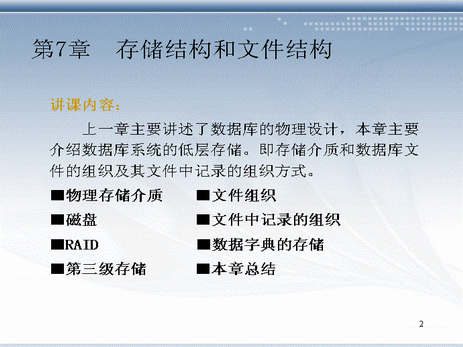 第7章 存储结构和文件结构
讲课内容：
上一章主要讲述了数据库的物理设计，本章主要
介绍数据库系统的低层存储。即存储介质和数据库文
件的组织及其文件中记录的组织方式。
■物理存储介质 ■文件组织
■磁盘 ■文件中记录的组织
■RAID ■数据字典的存储
■第三级存储 ■本章总结
2